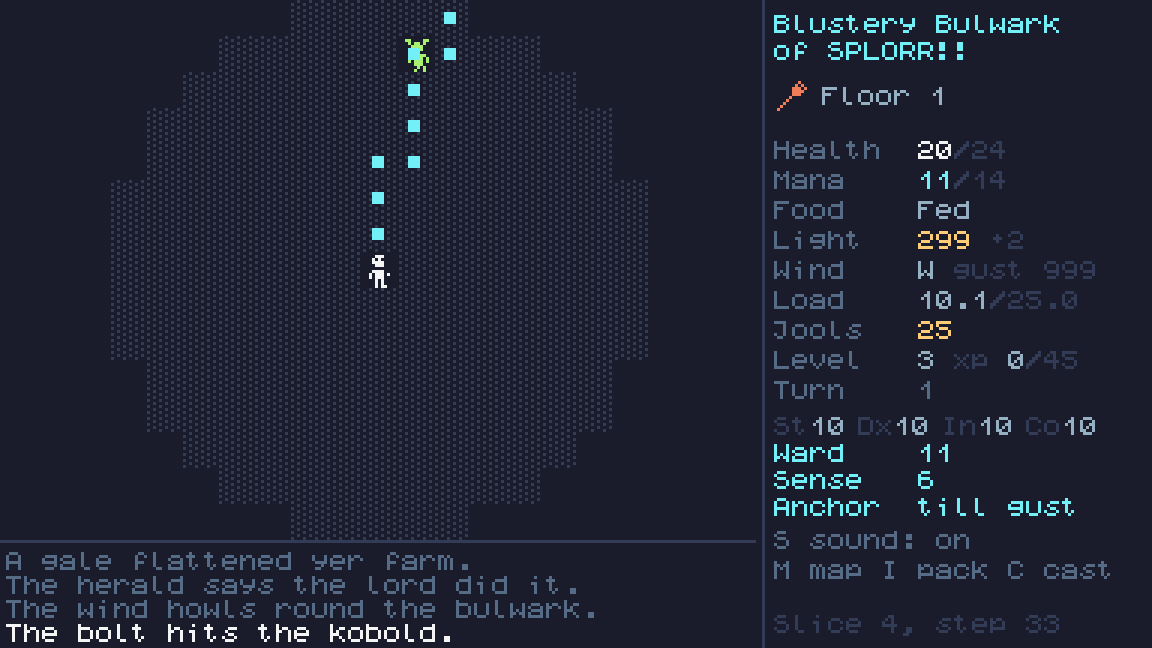 Blustery Bulwark
of SPLORR!!
Floor 1
Health 20/24
Mana 11/14
Food Fed
Light 299 +2
Wind W gust 999
Load 10.1/25.0
Jools 25
Level 3 xp 0/45
Turn 1
St10 Dx10 In10 Co10
Ward 11
Sense 6
Anchor till gust
S sound: on
M map I pack C cast
Slice 4, step 33
A gale flattened yer farm.
The herald says the lord did it.
The wind howls round the bulwark.
The bolt hits the kobold.